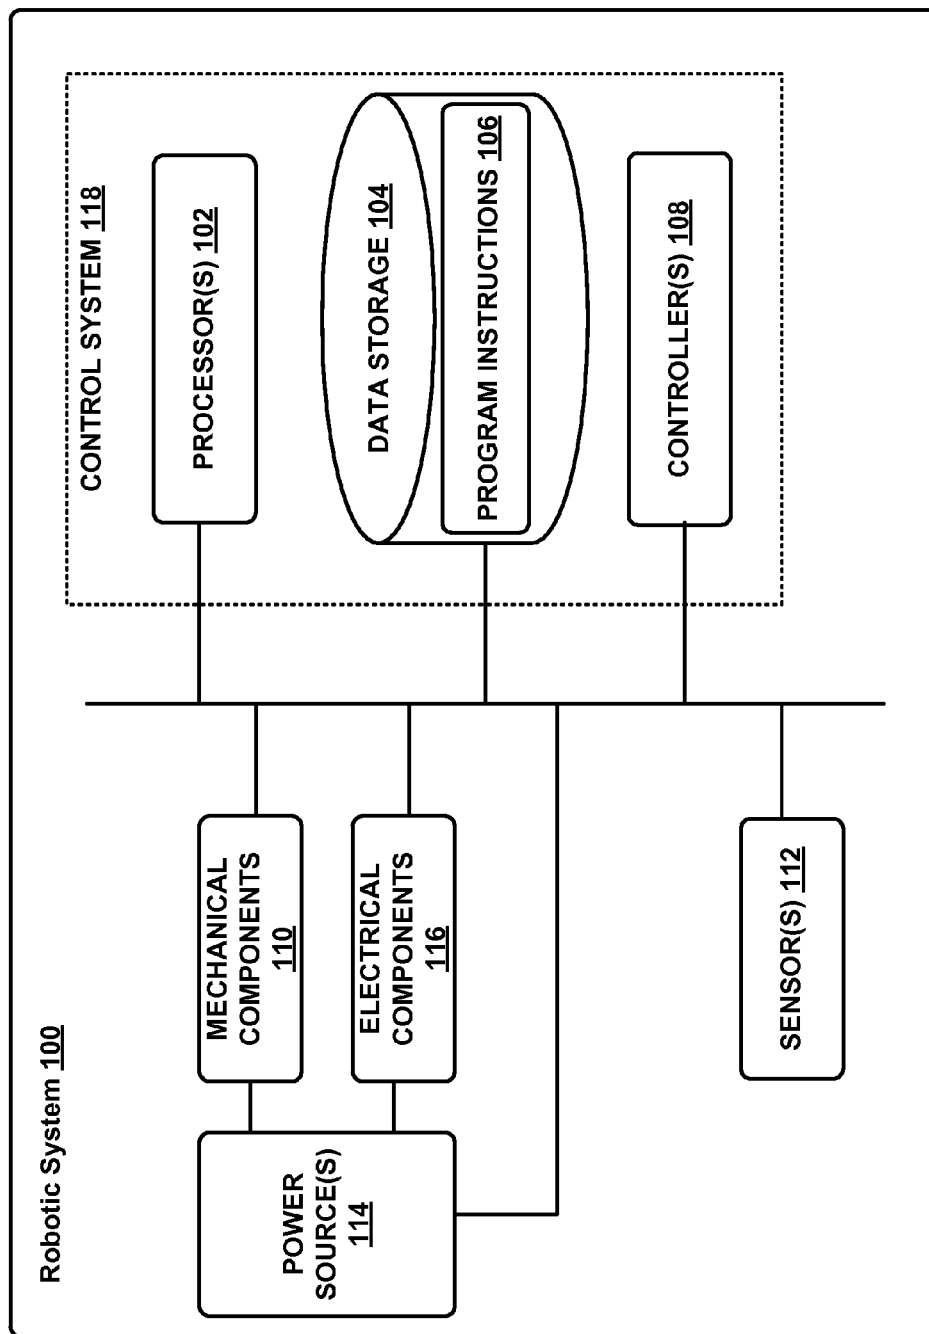 Robotic System 100
CONTROL SYSTEM 118
PROCESSOR(S) 102
DATA STORAGE 104
PROGRAM INSTRUCTIONS 106
CONTROLLER(S) 108
MECHANICAL
COMPONENTS
110
ELECTRICAL
COMPONENTS
116
POWER
SOURCE(S)
114
SENSOR(S) 112